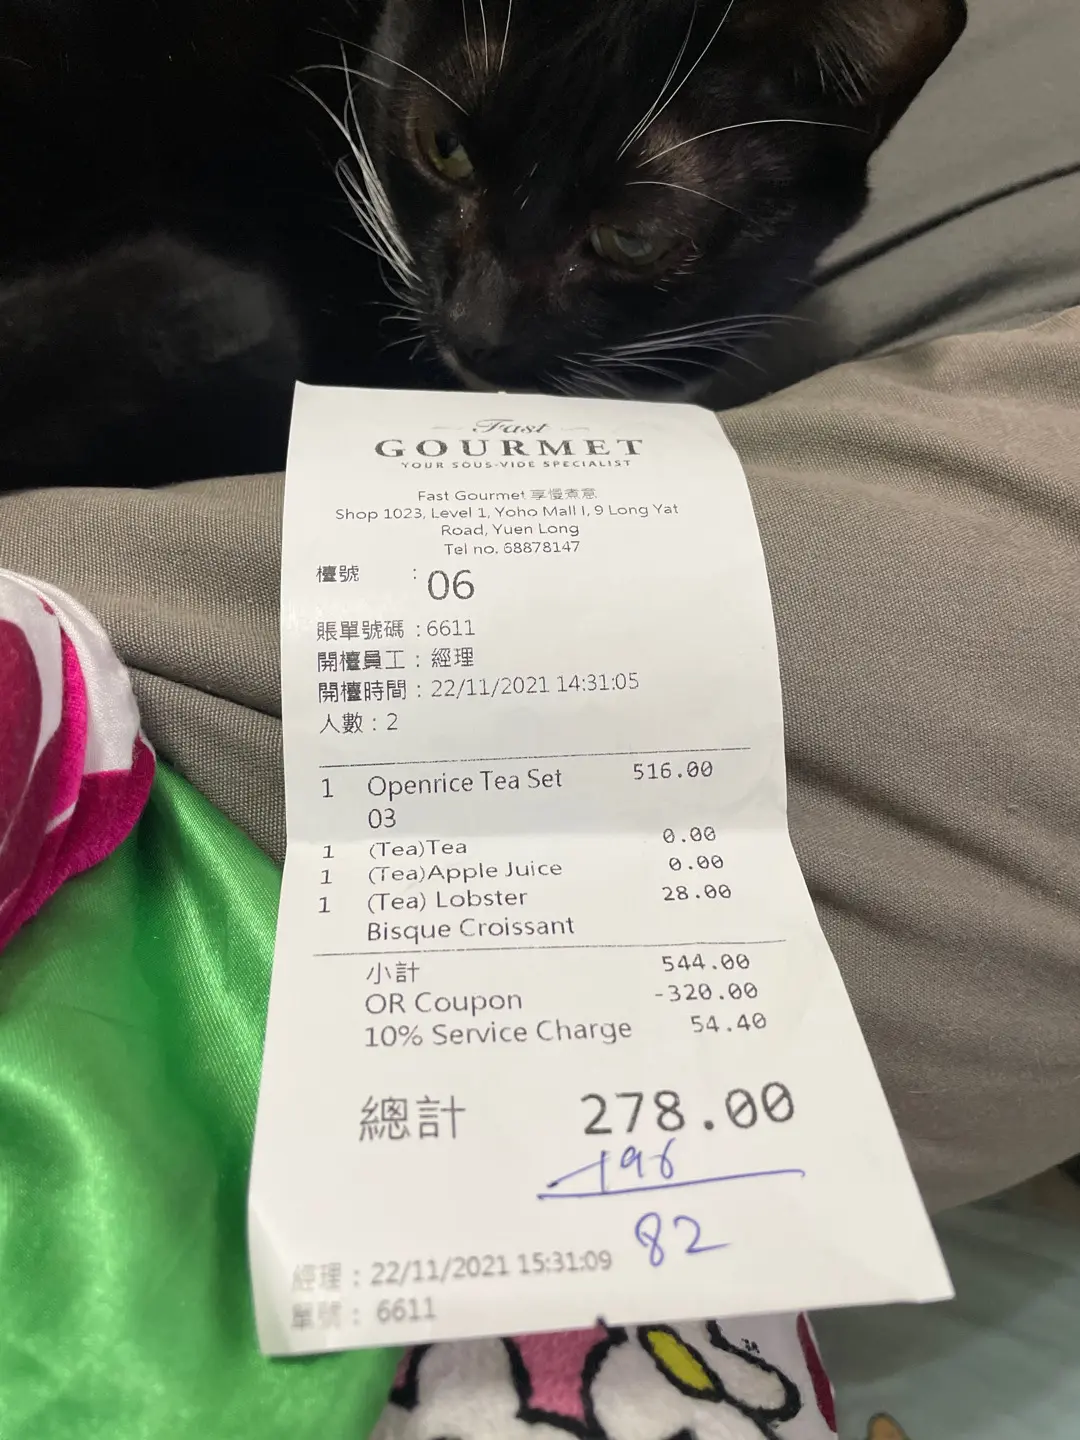 Fast
GOURMET
YOUR SOUS-VIDE SPECIALIST
Fast Gourmet 享慢煮意
Shop 1023, Level 1, Yoho Mall I, 9 Long Yat
Road, Yuen Long
Tel no. 68878147
檯號 : 06
賬單號碼 : 6611
開檯員工 : 經理
開檯時間 : 22/11/2021 14:31:05
人數 : 2
1 Openrice Tea Set 516.00
03
1 (Tea)Tea 0.00
1 (Tea)Apple Juice 0.00
1 (Tea) Lobster 28.00
Bisque Croissant
小計 544.00
OR Coupon -320.00
10% Service Charge 54.40
總計 278.00
-196
82
經理 : 22/11/2021 15:31:09
單號 : 6611